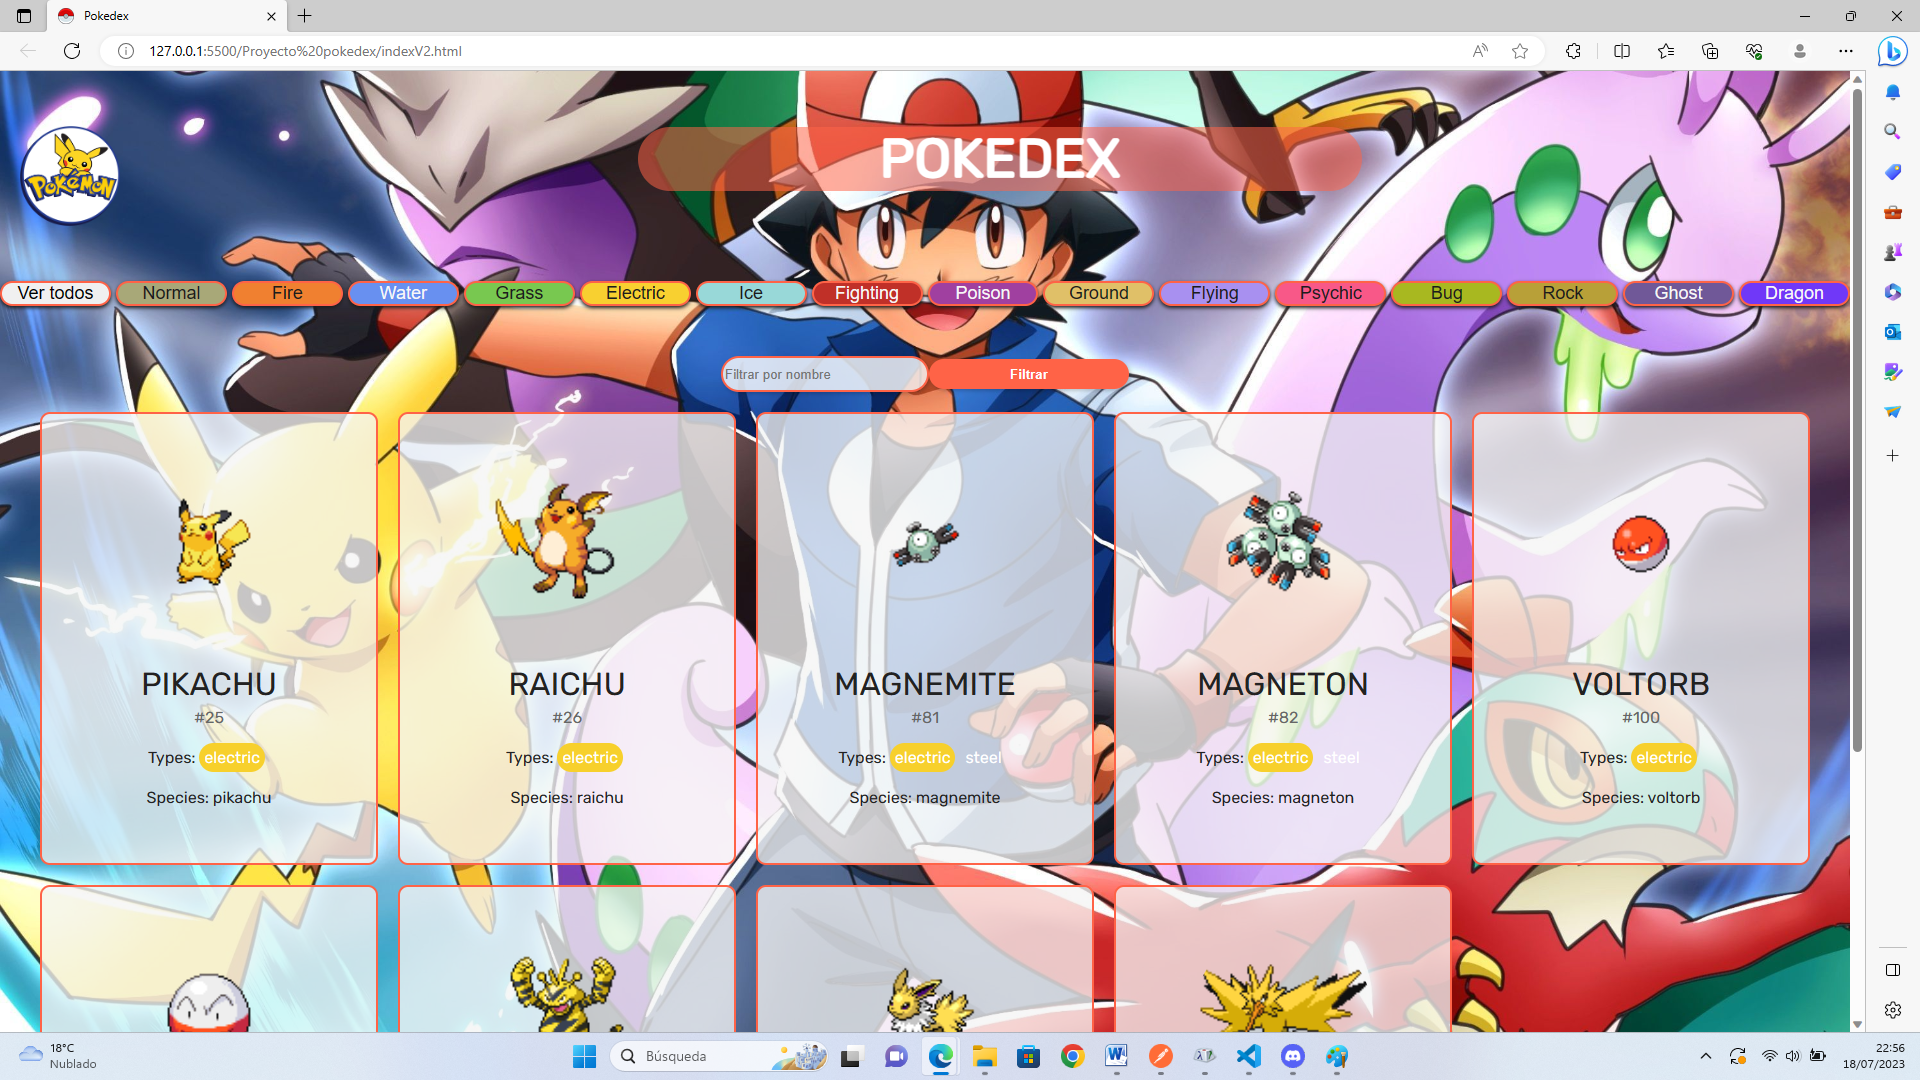 Pokedex
127.0.0.1:5500/Proyecto%20pokedex/indexV2.html
POKEMON
POKEDEX
Ver todos Normal Fire Water Grass Electric Ice Fighting Poison Ground Flying Psychic Bug Rock Ghost Dragon
Filtrar por nombre Filtrar
PIKACHU RAICHU MAGNEMITE MAGNETON VOLTORB
#25 #26 #81 #82 #100
Types: electric Types: electric Types: electric steel Types: electric steel Types: electric
Species: pikachu Species: raichu Species: magnemite Species: magneton Species: voltorb
18°C
Nublado
Búsqueda
22:56
18/07/2023